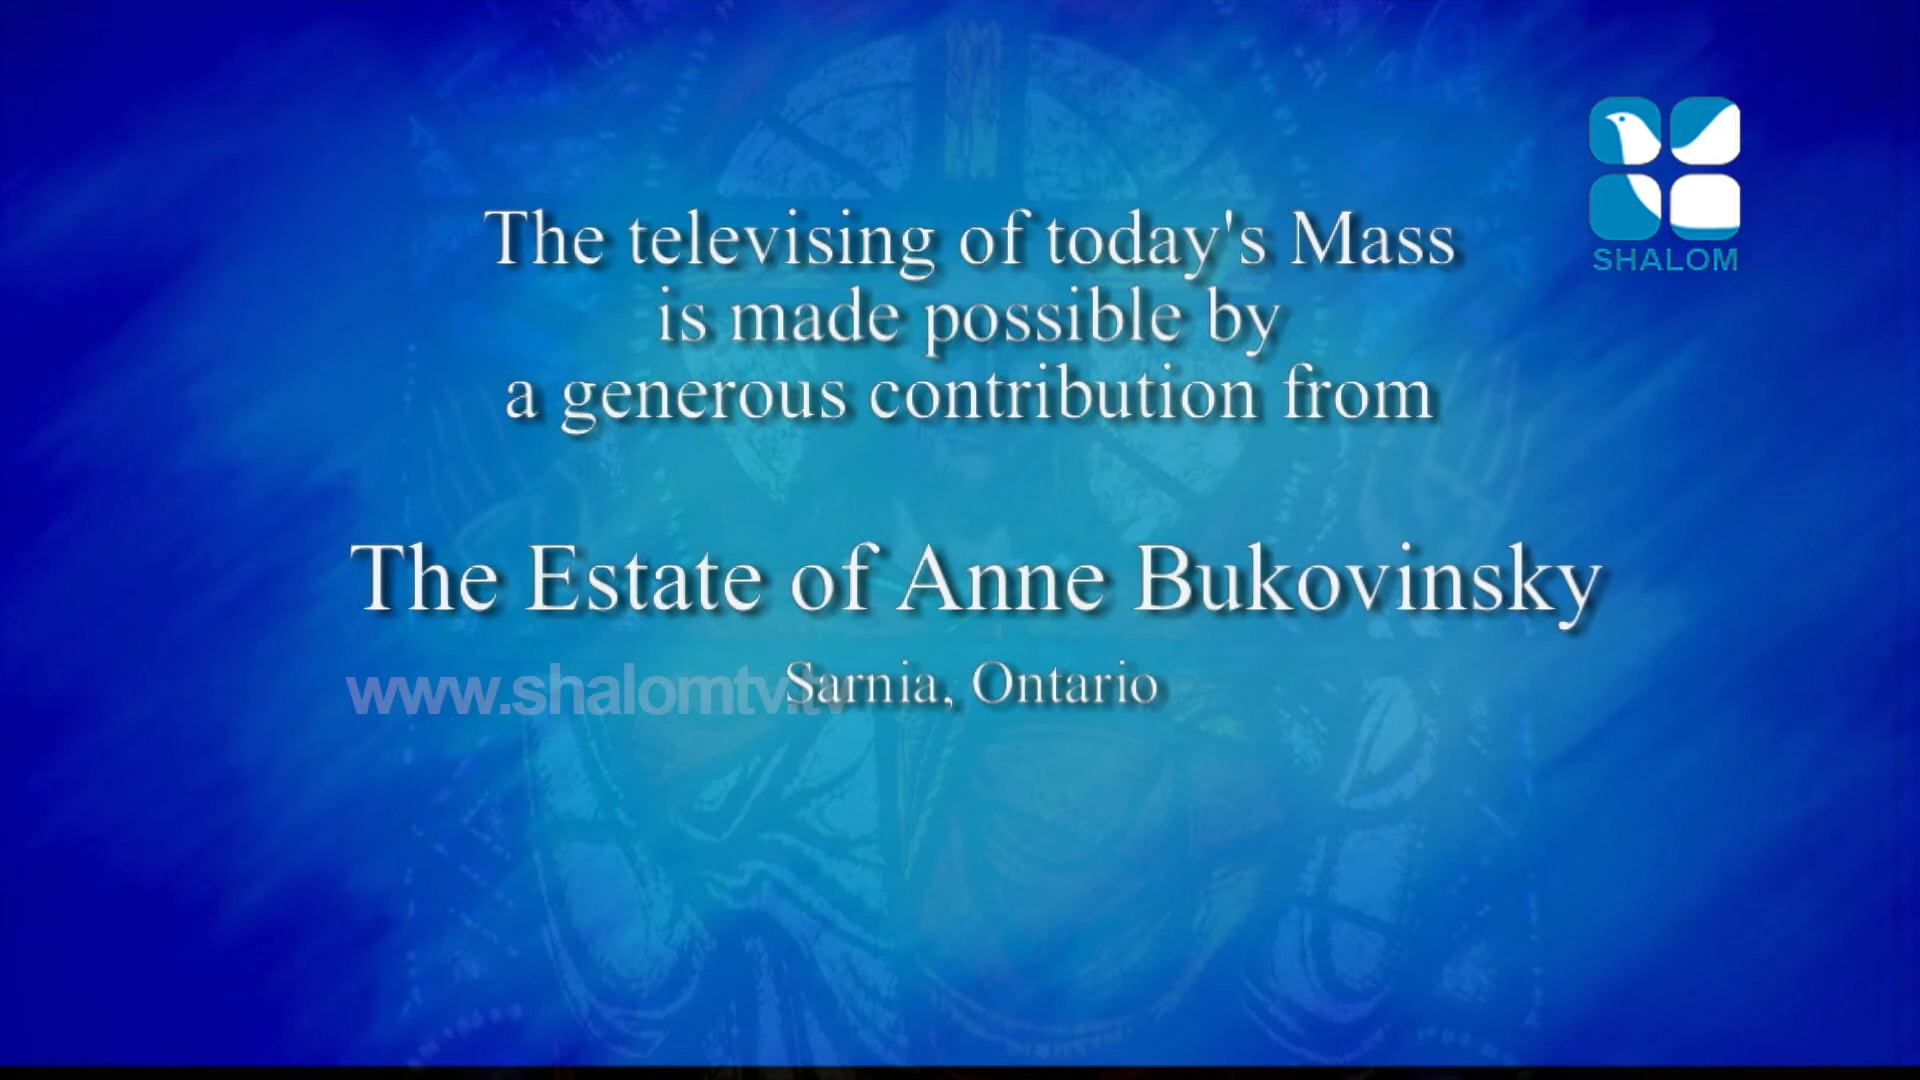 The televising of today's Mass
is made possible by
a generous contribution from
SHALOM
The Estate of Anne Bukovinsky
Sarnia, Ontario
www.shalomtv.tv